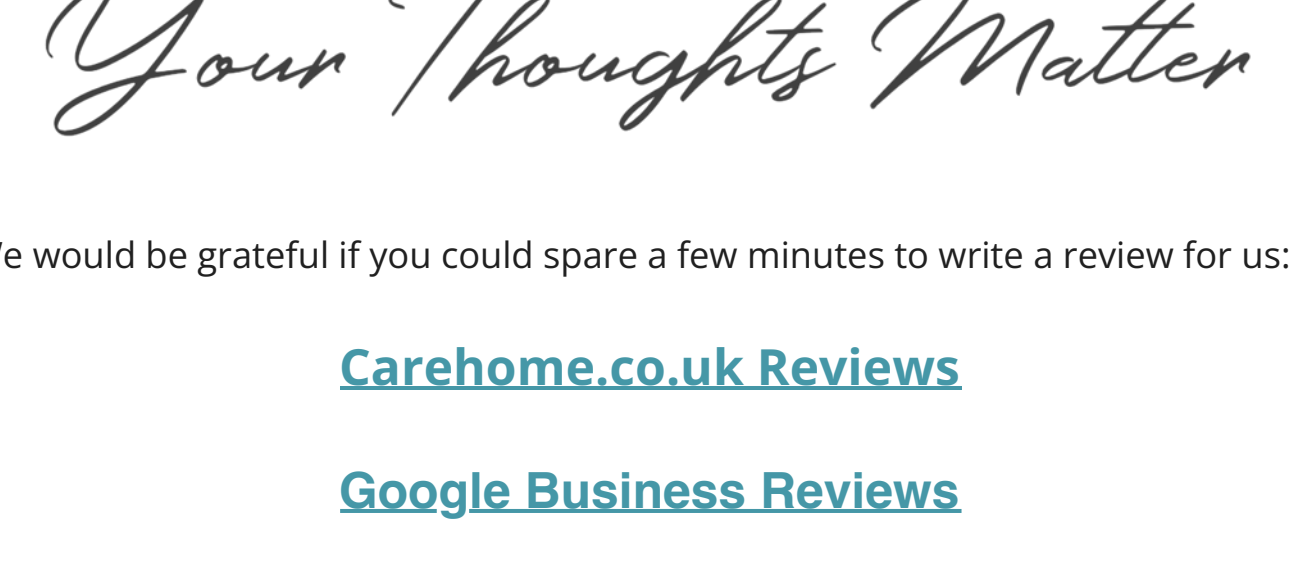 Your Thoughts Matter
e would be grateful if you could spare a few minutes to write a review for us:
Carehome.co.uk Reviews
Google Business Reviews